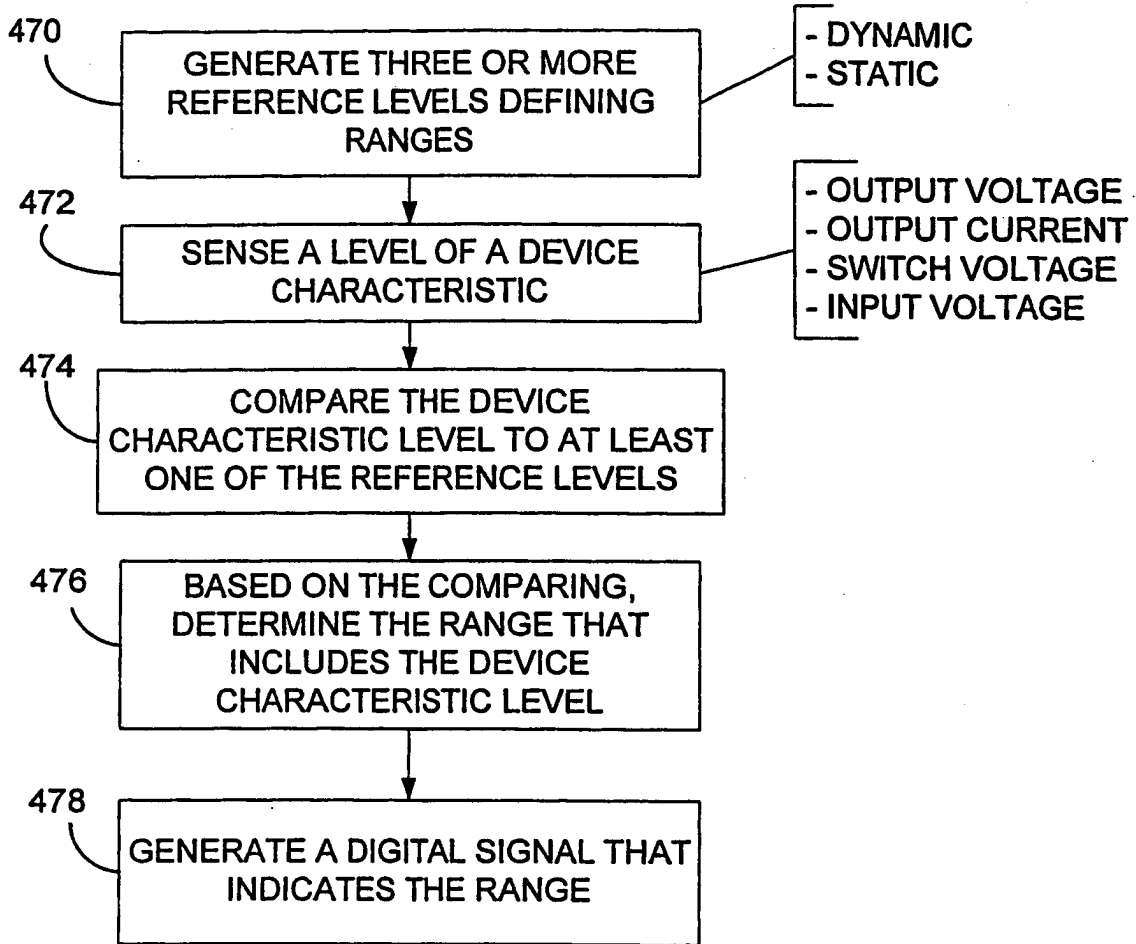 470
GENERATE THREE OR MORE
REFERENCE LEVELS DEFINING
RANGES
- DYNAMIC
- STATIC
472
SENSE A LEVEL OF A DEVICE
CHARACTERISTIC
- OUTPUT VOLTAGE
- OUTPUT CURRENT
- SWITCH VOLTAGE
- INPUT VOLTAGE
474
COMPARE THE DEVICE
CHARACTERISTIC LEVEL TO AT LEAST
ONE OF THE REFERENCE LEVELS
476
BASED ON THE COMPARING,
DETERMINE THE RANGE THAT
INCLUDES THE DEVICE
CHARACTERISTIC LEVEL
478
GENERATE A DIGITAL SIGNAL THAT
INDICATES THE RANGE